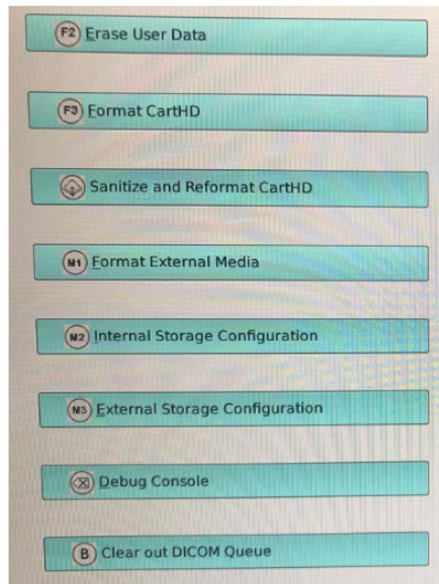 F2 Erase User Data
F3 Format CartHD
Sanitize and Reformat CartHD
M1 Format External Media
M2 Internal Storage Configuration
M3 External Storage Configuration
Debug Console
B Clear out DICOM Queue